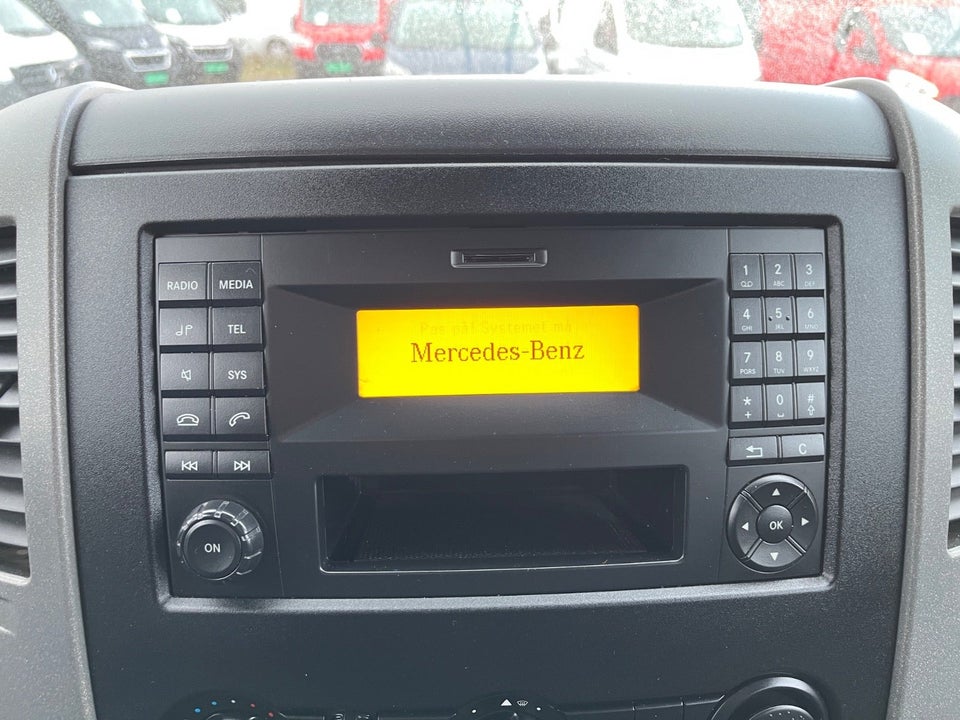 RADIO MEDIA
TEL
SYS
ON
Pas på! Systemet må
Mercedes-Benz
1 2 ABC 3 DEF
4 GHI 5 JKL 6 MNO
7 PQRS 8 TUV 9 WXYZ
* + 0 #
C
OK